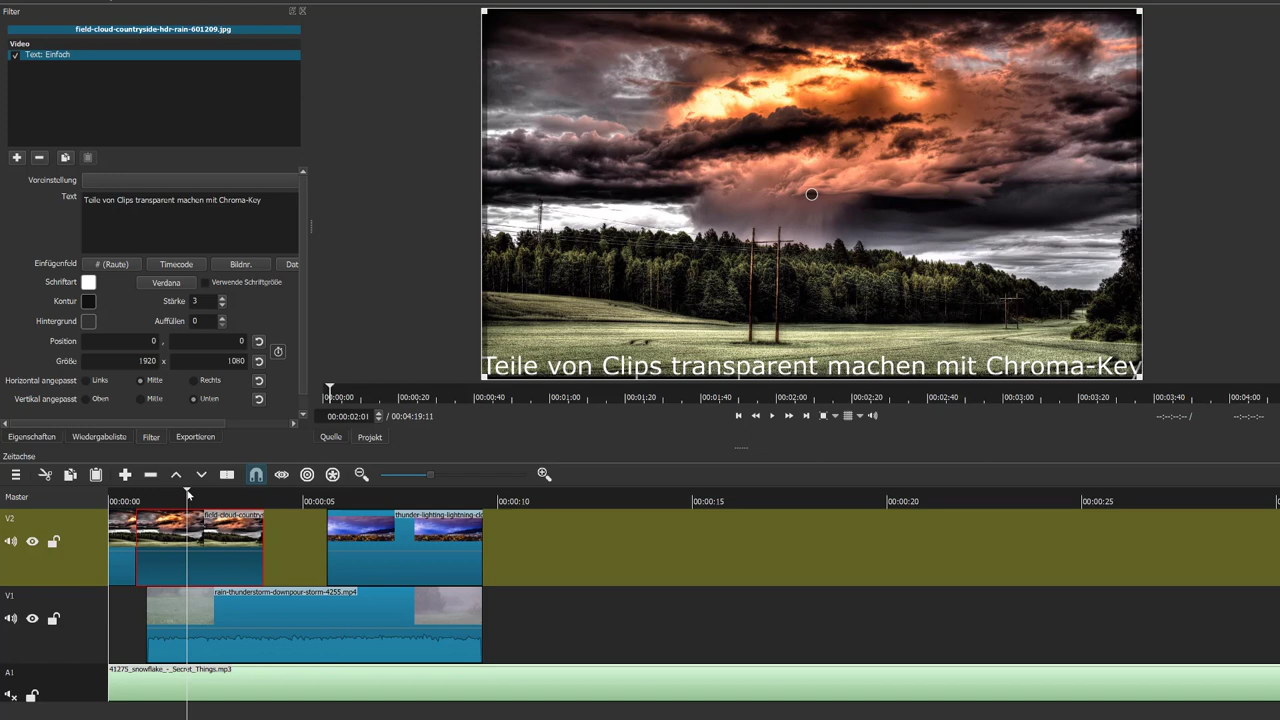 Filter
field-cloud-countryside-hdr-rain-601209.jpg
Video
Text: Einfach
Voreinstellung
Text
Teile von Clips transparent machen mit Chroma-Key
Einfügenfeld # (Raute) Timecode Bildnr. Dat
Schriftart Verdana Verwende Schriftgröße
Kontur Stärke 3
Hintergrund Auffüllen 0
Position 0 , 0
Größe 1920 x 1080
Horizontal angepasst Links Mitte Rechts
Vertikal angepasst Oben Mitte Unten
Eigenschaften Wiedergabeliste Filter Exportieren
Teile von Clips transparent machen mit Chroma-Key
00:00:00 00:00:20 00:00:40 00:01:00 00:01:20 00:01:40 00:02:00 00:02:20 00:02:40 00:03:00 00:03:20 00:03:40 00:04:00
00:00:02:01 / 00:04:19:11 --:--:--:-- / --:--:--:--
Quelle Projekt
Zeitachse
Master 00:00:00 00:00:05 00:00:10 00:00:15 00:00:20 00:00:25
V2 field-cloud-countrys thunder-lighting-lightning-clo
V1 rain-thunderstorm-downpour-storm-4255.mp4
A1 41275_snowflake_-_Secret_Things.mp3